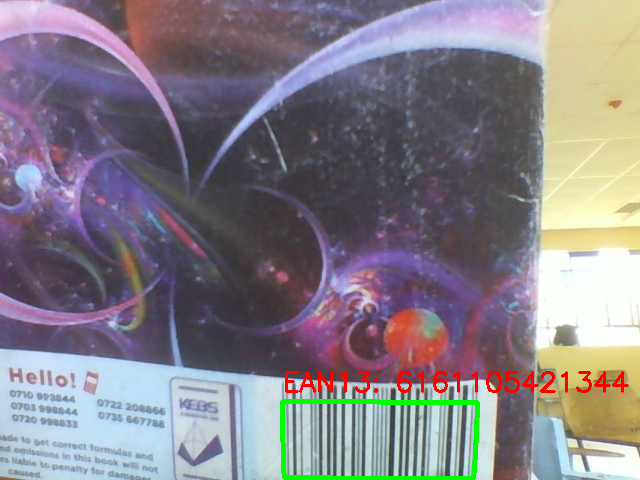 EAN13: 6161105421344
Hello!
0710 993844
0703 998844
0720 998833
0722 208866
0735 667788
KEBS
made to get correct formulas and
omissions in this book will not
liable to penalty for damages
caused.